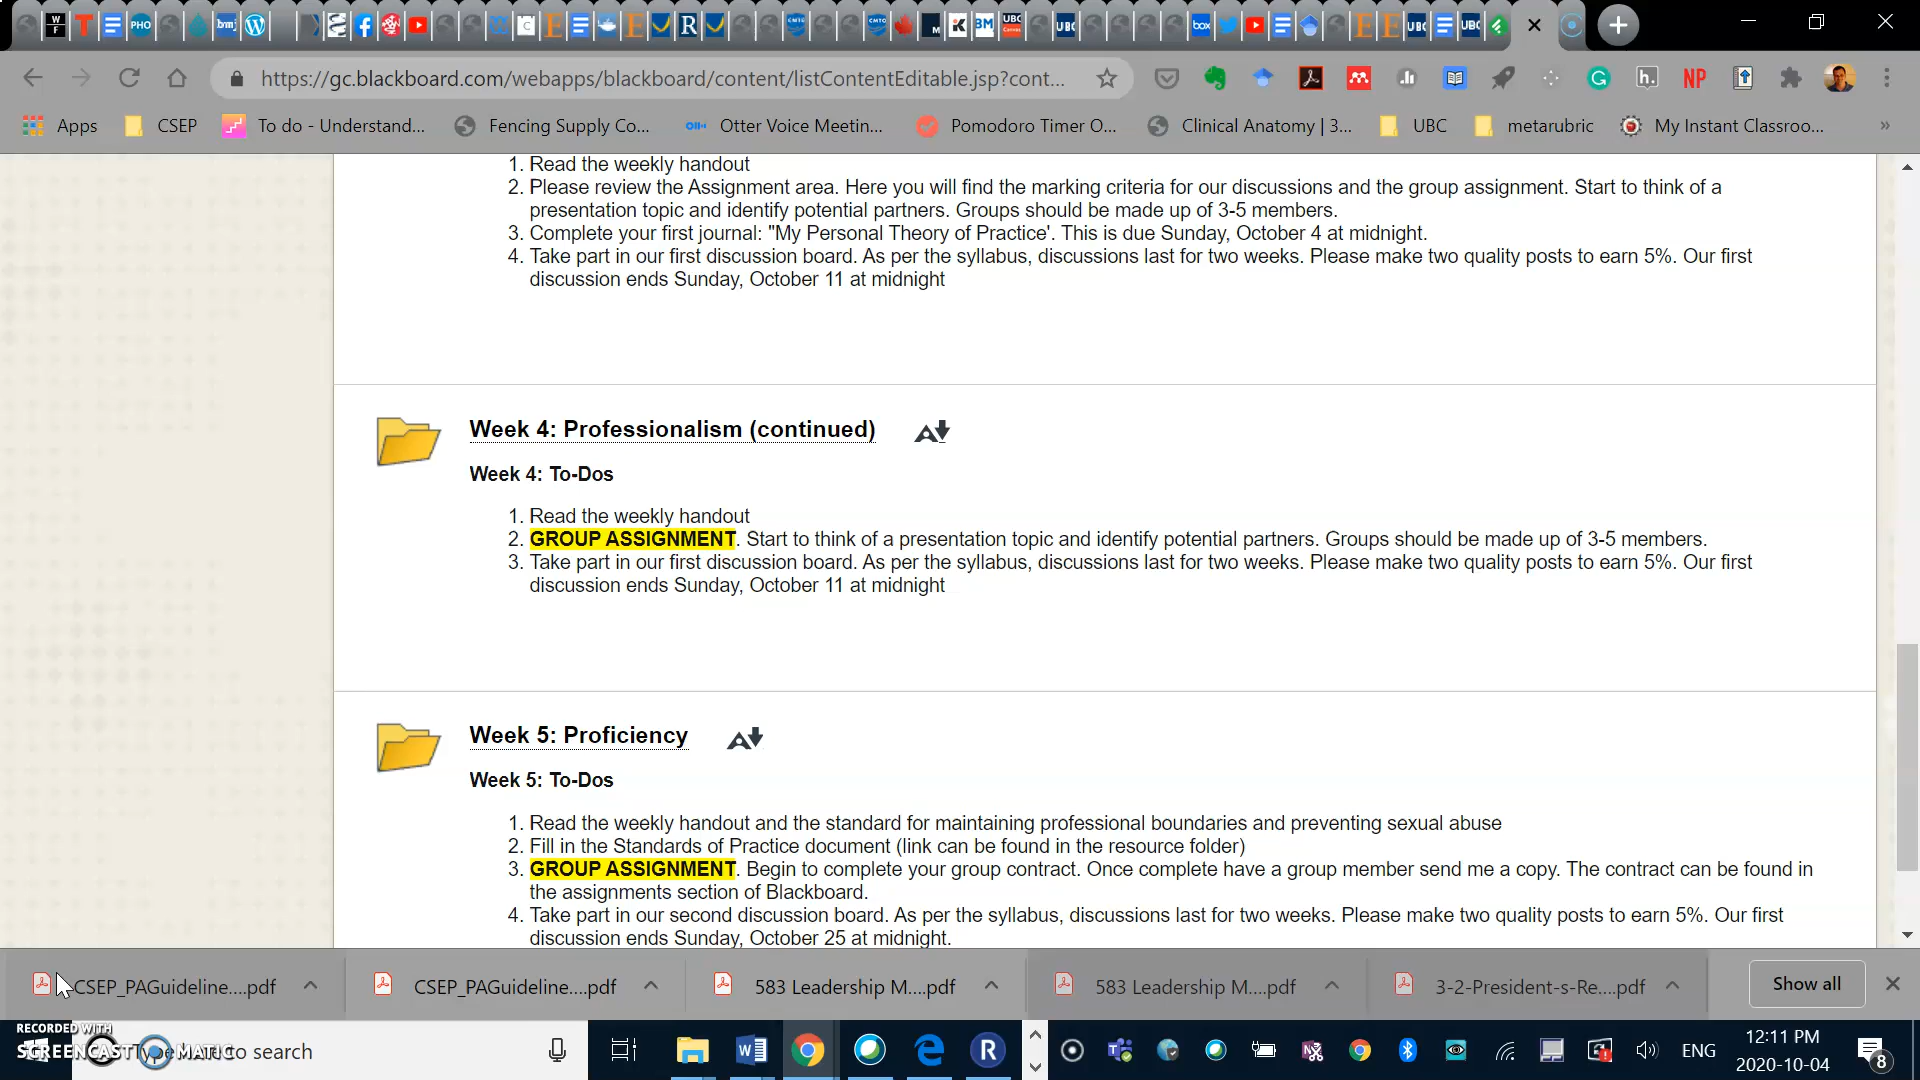 https://gc.blackboard.com/webapps/blackboard/content/listContentEditable.jsp?cont...
Apps
CSEP
To do - Understand...
Fencing Supply Co...
Otter Voice Meetin...
Pomodoro Timer O...
Clinical Anatomy | 3...
UBC
metarubric
My Instant Classroo...
»
1. Read the weekly handout
2. Please review the Assignment area. Here you will find the marking criteria for our discussions and the group assignment. Start to think of a
presentation topic and identify potential partners. Groups should be made up of 3-5 members.
3. Complete your first journal: "My Personal Theory of Practice'. This is due Sunday, October 4 at midnight.
4. Take part in our first discussion board. As per the syllabus, discussions last for two weeks. Please make two quality posts to earn 5%. Our first
discussion ends Sunday, October 11 at midnight
Week 4: Professionalism (continued)
Week 4: To-Dos
1. Read the weekly handout
2. GROUP ASSIGNMENT. Start to think of a presentation topic and identify potential partners. Groups should be made up of 3-5 members.
3. Take part in our first discussion board. As per the syllabus, discussions last for two weeks. Please make two quality posts to earn 5%. Our first
discussion ends Sunday, October 11 at midnight
Week 5: Proficiency
Week 5: To-Dos
1. Read the weekly handout and the standard for maintaining professional boundaries and preventing sexual abuse
2. Fill in the Standards of Practice document (link can be found in the resource folder)
3. GROUP ASSIGNMENT. Begin to complete your group contract. Once complete have a group member send me a copy. The contract can be found in
the assignments section of Blackboard.
4. Take part in our second discussion board. As per the syllabus, discussions last for two weeks. Please make two quality posts to earn 5%. Our first
discussion ends Sunday, October 25 at midnight.
CSEP_PAGuideline....pdf
CSEP_PAGuideline....pdf
583 Leadership M....pdf
583 Leadership M....pdf
3-2-President-s-Re....pdf
Show all
RECORDED WITH
SCREENCAST MATIC
to search
ENG
12:11 PM
2020-10-04
8